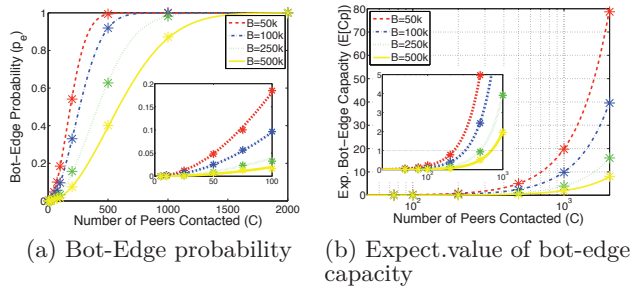 Bot−Edge Probability (pe)
1
0.8
0.6
0.4
0.2
0
B=50k
B=100k
B=250k
B=500k
0.2
0.15
0.1
0.05
0
50
100
0
500
1000
1500
2000
Number of Peers Contacted (C)
(a) Bot-Edge probability
Exp. Bot−Edge Capacity (E[Cp])
80
60
40
20
0
B=50k
B=100k
B=250k
B=500k
5
4
3
2
1
10²
10³
10²
10³
Number of Peers Contacted (C)
(b) Expect.value of bot-edge
capacity